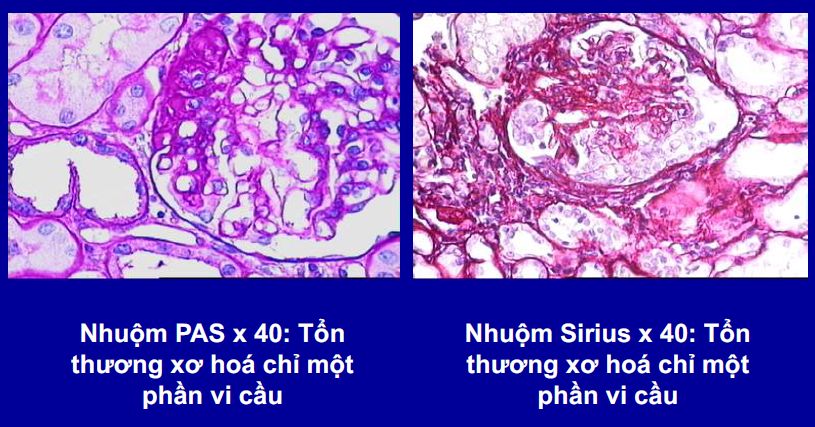 Nhuộm PAS x 40: Tổn
thương xơ hoá chỉ một
phần vi cầu
Nhuộm Sirius x 40: Tổn
thương xơ hoá chỉ một
phần vi cầu